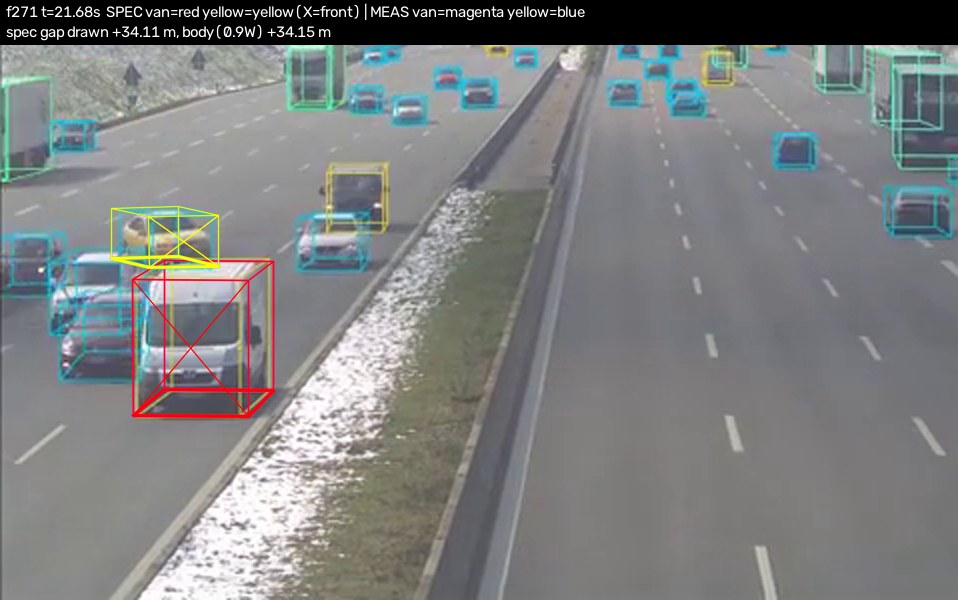 f271 t=21.68s SPEC van=red yellow=yellow(X=front) | MEAS van=magenta yellow=blue
spec gap drawn +34.11 m, body(0.9W) +34.15 m